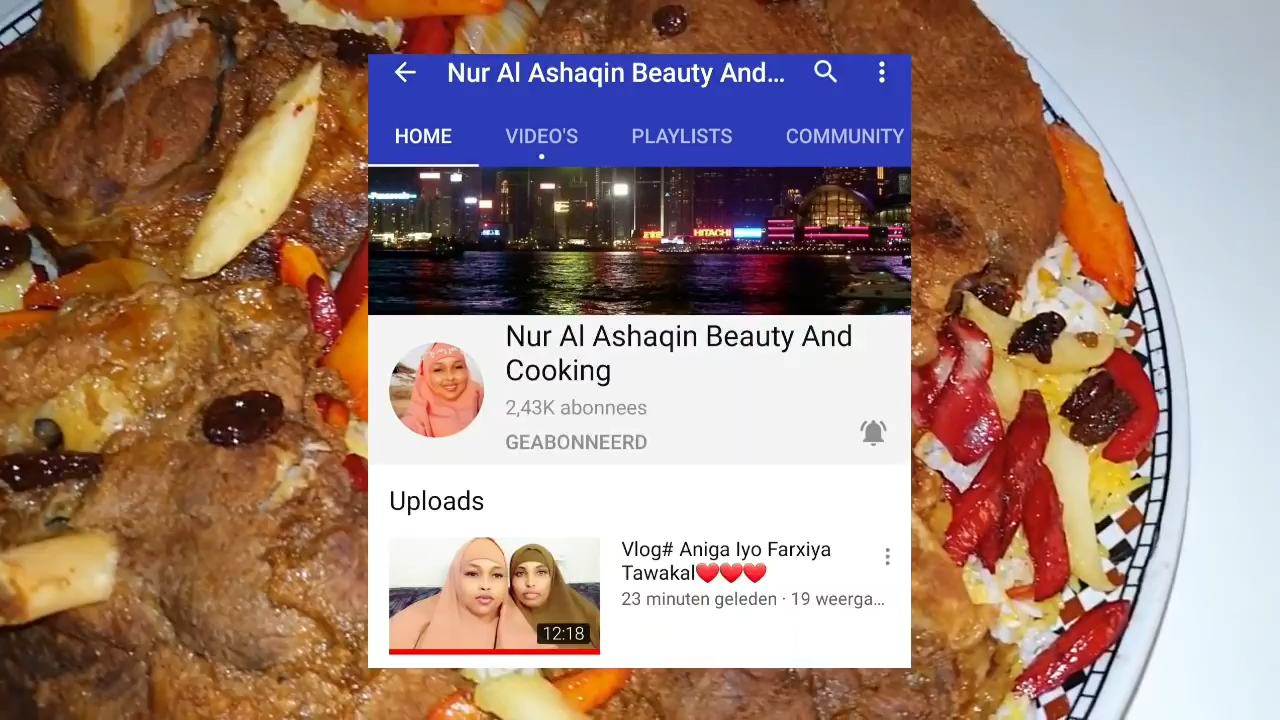 Nur Al Ashaqin Beauty And...
HOME VIDEO'S PLAYLISTS COMMUNITY
HITACHI
Nur Al Ashaqin Beauty And
Cooking
2,43K abonnees
GEABONNEERD
Uploads
Vlog# Aniga Iyo Farxiya
Tawakal❤❤❤
23 minuten geleden · 19 weerga...
12:18